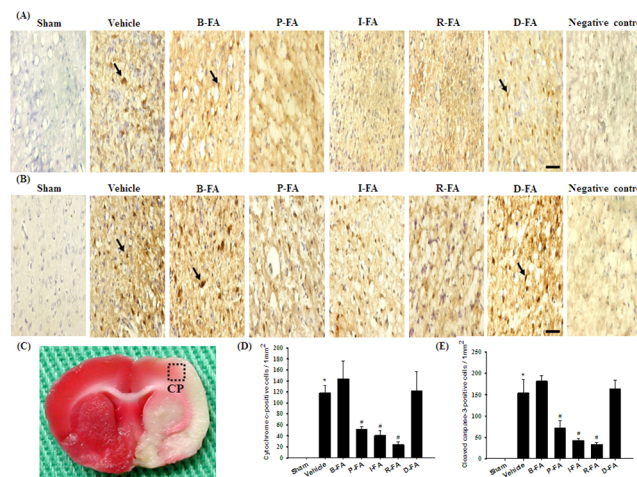 (A)
Sham Vehicle B-FA P-FA I-FA R-FA D-FA Negative control
(B)
Sham Vehicle B-FA P-FA I-FA R-FA D-FA Negative contro
(C)
CP
(D)
Cytochrome c-positive cells / 1mm2
160
140
120
100
80
60
40
20
0
* # # #
Sham Vehicle B-FA P-FA I-FA R-FA D-FA
(E)
Cleaved caspase-3-positive cells / 1mm2
250
200
150
100
50
0
* # # #
Sham Vehicle B-FA P-FA I-FA R-FA D-FA